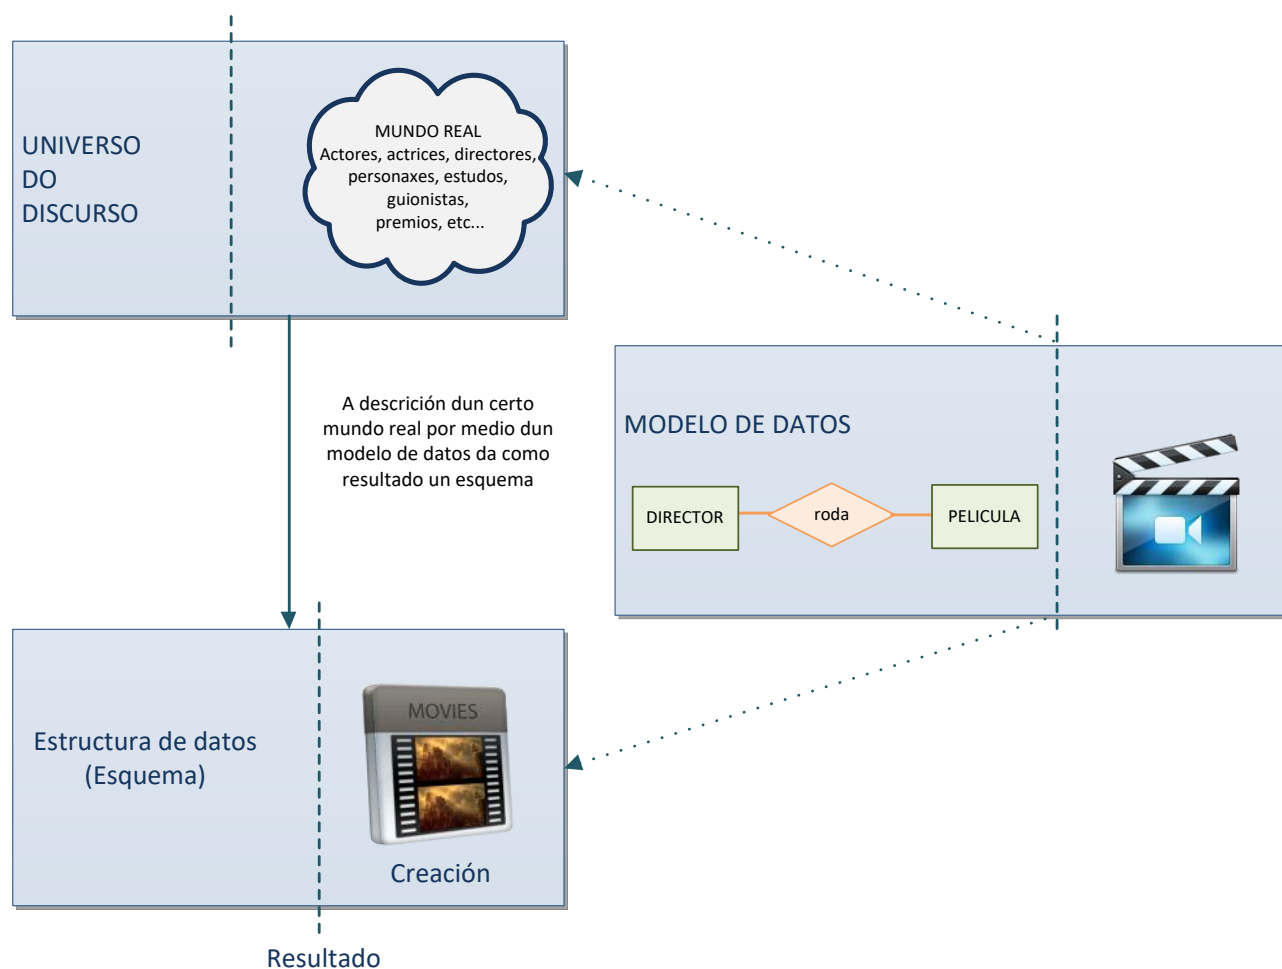 UNIVERSO
DO
DISCURSO
MUNDO REAL
Actores, actrices, directores,
personaxes, estudos,
guionistas,
premios, etc...
A descrición dun certo
mundo real por medio dun
modelo de datos da como
resultado un esquema
MODELO DE DATOS
DIRECTOR
roda
PELICULA
Estructura de datos
(Esquema)
MOVIES
Creación
Resultado